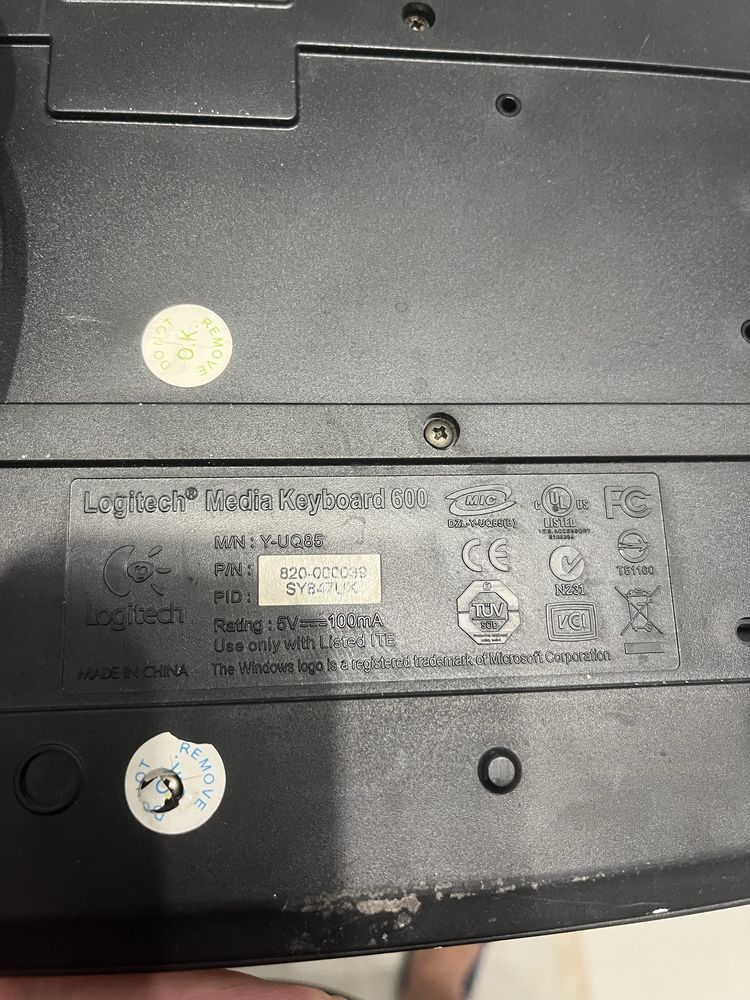 DO NOT REMOVE
O.K.
Logitech® Media Keyboard 600
M/N : Y-UQ85
P/N :
820-000039
PID :
Rating : 5V⎓100mA
Use only with Listed ITE
MADE IN CHINA
The Windows logo is a registered trademark of Microsoft Corporation
Logitech
MIC
C UL US
LISTED
FC
CE
N231
T51160
TÜV
SÜD
VCI
REMOVE